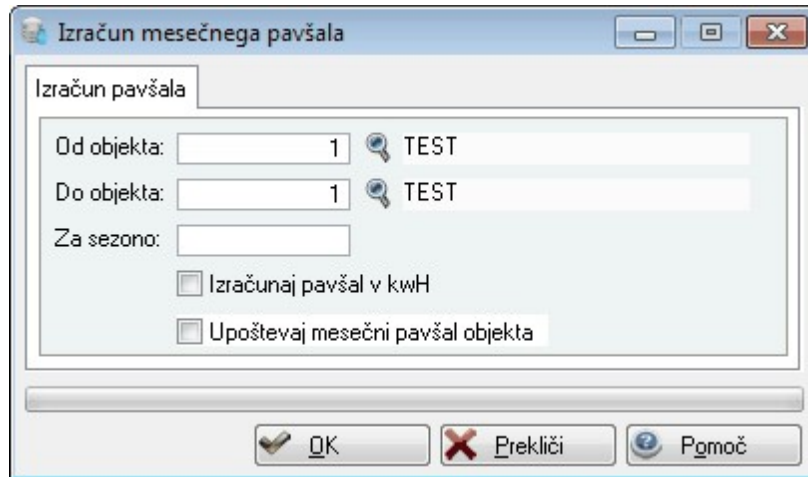 Izračun mesečnega pavšala
Izračun pavšala
Od objekta: 1 TEST
Do objekta: 1 TEST
Za sezono:
Izračunaj pavšal v kwH
Upoštevaj mesečni pavšal objekta
OK Prekliči Pomoč